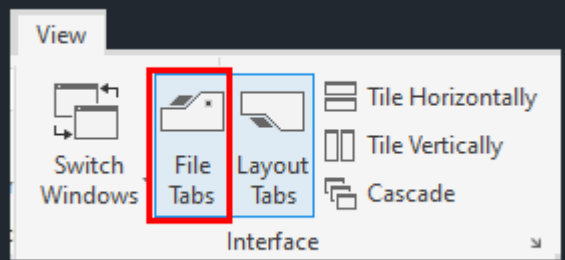 View
Switch
Windows
File
Tabs
Layout
Tabs
Tile Horizontally
Tile Vertically
Cascade
Interface